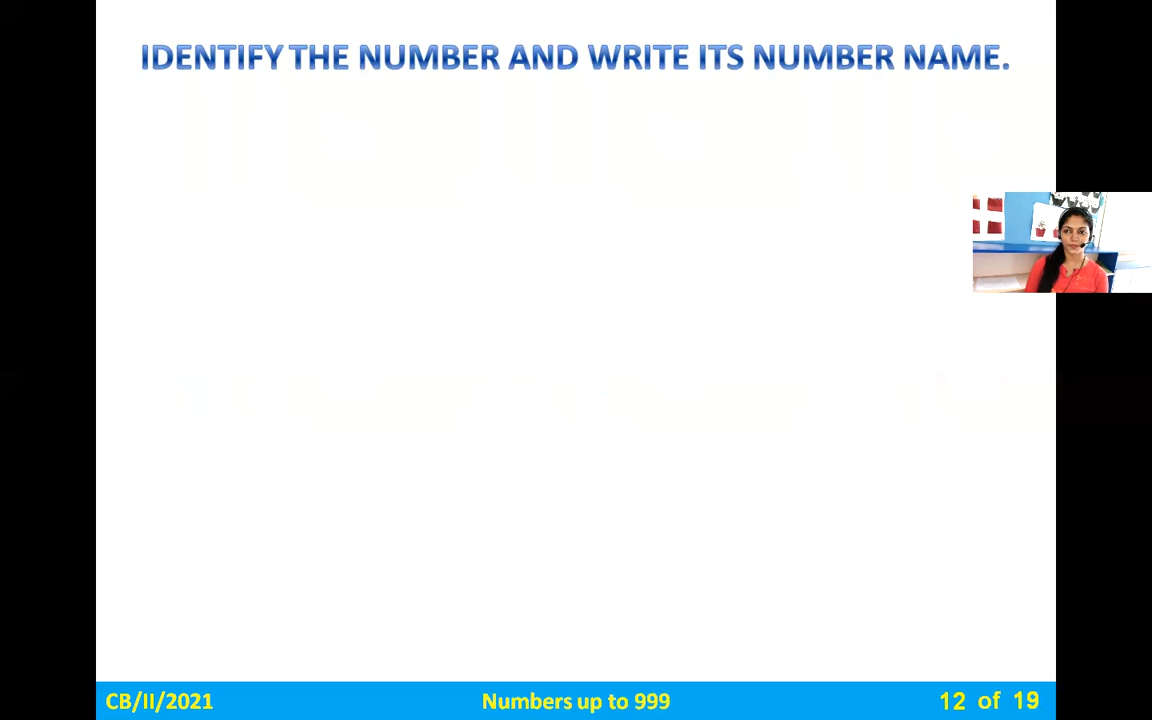 IDENTIFY THE NUMBER AND WRITE ITS NUMBER NAME.
CB/II/2021
Numbers up to 999
12 of 19